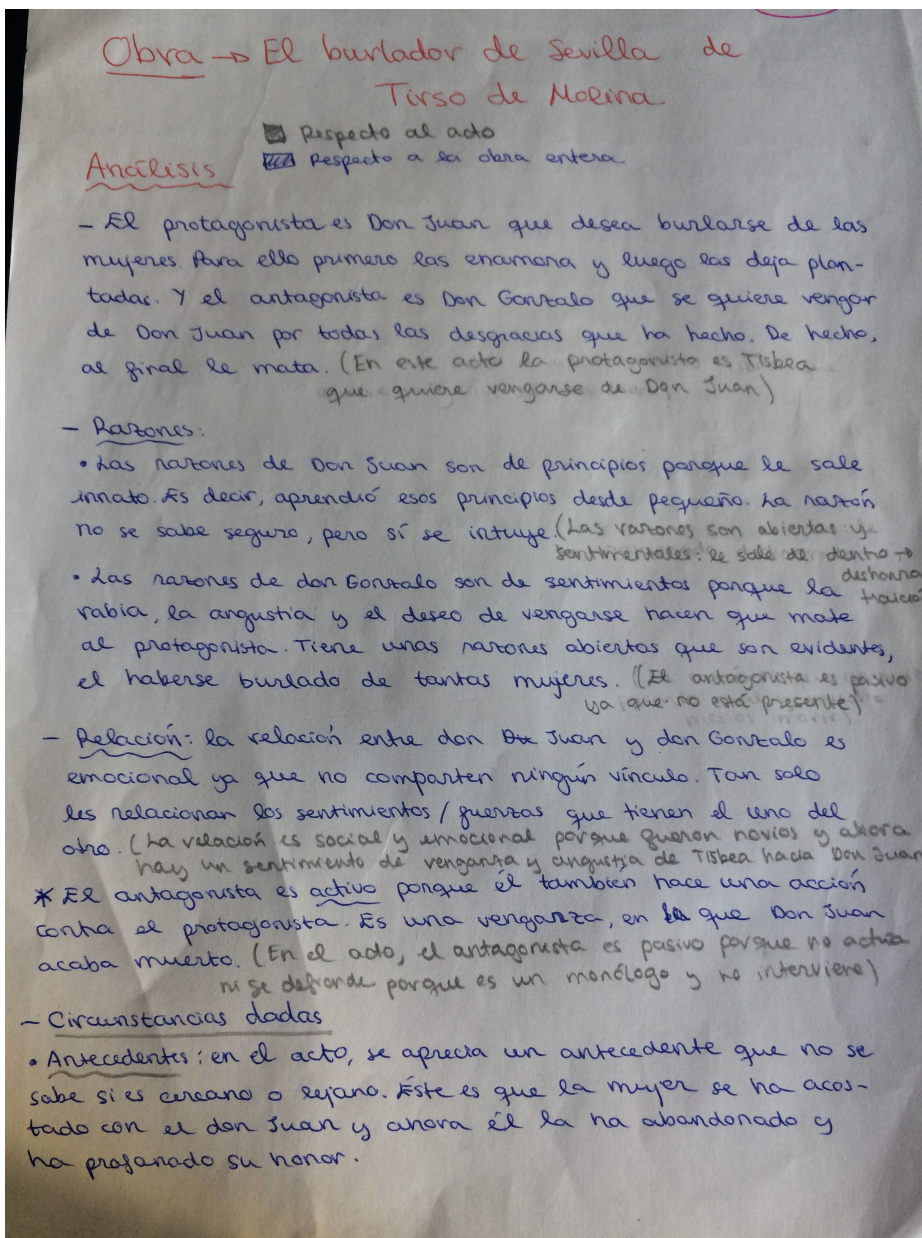 Obra → El burlador de Sevilla de
Tirso de Molina
Respecto al acto
Respecto a la obra entera
Análisis
- El protagonista es Don Juan que desea burlarse de las
mujeres. Para ello primero las enamora y luego las deja plan-
tadas. Y el antagonista es Don Gonzalo que se quiere vengar
de Don Juan por todas las desgracias que ha hecho. De hecho,
al final le mata. (En este acto la protagonista es Tisbea
que quiere vengarse de Don Juan)
- Razones:
• Las razones de Don Juan son de principios porque le sale
innato. Es decir, aprendió esos principios desde pequeño. La razón
no se sabe seguro, pero sí se intuye. (Las razones son abiertas y
sentimentales: le sale de dentro →
deshonra
traición
• Las razones de don Gonzalo son de sentimientos porque la
rabia, la angustia y el deseo de vengarse hacen que mate
al protagonista. Tiene unas razones abiertas que son evidentes,
el haberse burlado de tantas mujeres. (El antagonista es pasivo
ya que no está presente)
- Relación: la relación entre don Juan y don Gonzalo es
emocional ya que no comparten ningún vínculo. Tan solo
les relacionan los sentimientos / fuerzas que tienen el uno del
otro. (La relación es social y emocional porque fueron novios y ahora
hay un sentimiento de venganza y angustia de Tisbea hacia Don Juan
* El antagonista es activo porque él también hace una acción
contra el protagonista. Es una venganza, en la que Don Juan
acaba muerto. (En el acto, el antagonista es pasivo porque no actúa
ni se defiende porque es un monólogo y no interviene)
- Circunstancias dadas
• Antecedentes: en el acto, se aprecia un antecedente que no se
sabe si es cercano o lejano. Éste es que la mujer se ha acos-
tado con el don Juan y ahora él la ha abandonado y
ha profanado su honor.